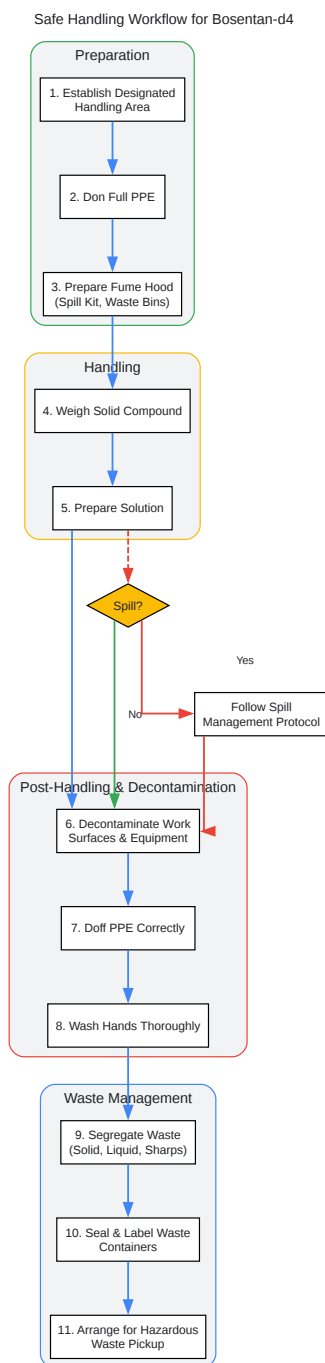 Safe Handling Workflow for Bosentan-d4
Preparation
1. Establish Designated
Handling Area
2. Don Full PPE
3. Prepare Fume Hood
(Spill Kit, Waste Bins)
Handling
4. Weigh Solid Compound
5. Prepare Solution
Spill?
Yes
No
Follow Spill
Management Protocol
Post-Handling & Decontamination
6. Decontaminate Work
Surfaces & Equipment
7. Doff PPE Correctly
8. Wash Hands Thoroughly
Waste Management
9. Segregate Waste
(Solid, Liquid, Sharps)
10. Seal & Label Waste
Containers
11. Arrange for Hazardous
Waste Pickup